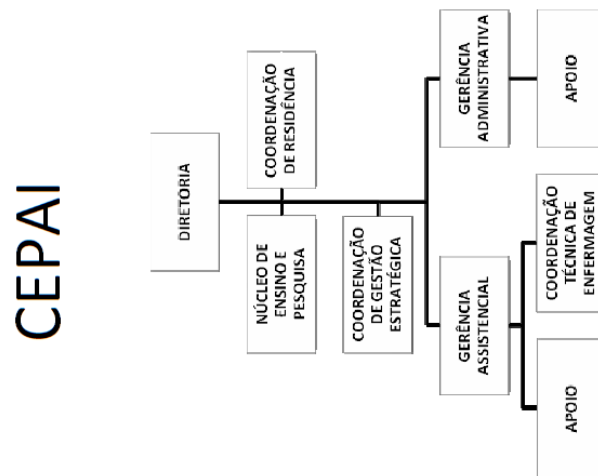 CEPAI
DIRETORIA
NÚCLEO DE
ENSINO E
PESQUISA
COORDENAÇÃO
DE RESIDÊNCIA
COORDENAÇÃO
DE GESTÃO
ESTRATÉGICA
GERÊNCIA
ASSISTENCIAL
GERÊNCIA
ADMINISTRATIVA
APOIO
COORDENAÇÃO
TÉCNICA DE
ENFERMAGEM
APOIO